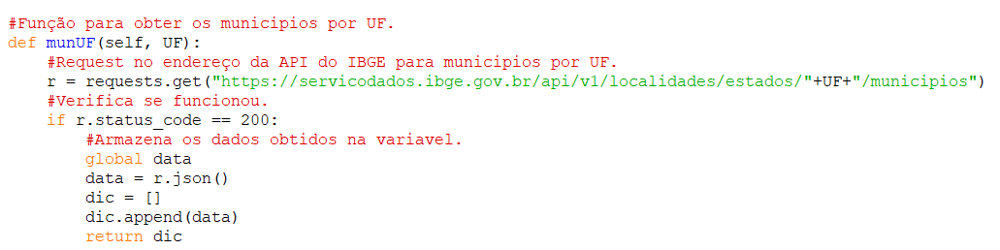 #Função para obter os municipios por UF.
def munUF(self, UF):
    #Request no endereço da API do IBGE para municipios por UF.
    r = requests.get("https://servicodados.ibge.gov.br/api/v1/localidades/estados/"+UF+"/municipios")
    #Verifica se funcionou.
    if r.status_code == 200:
        #Armazena os dados obtidos na variavel.
        global data
        data = r.json()
        dic = []
        dic.append(data)
        return dic